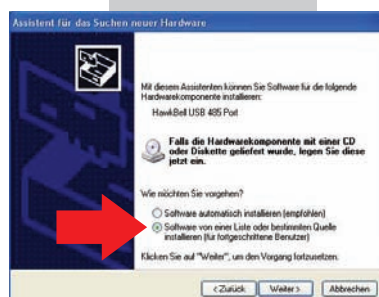 Assistent für das Suchen neuer Hardware
Mit diesem Assistenten können Sie Software für die folgende
Hardwarekomponente installieren:
HawkBell USB 485 Port
Falls die Hardwarekomponente mit einer CD
oder Diskette geliefert wurde, legen Sie diese
jetzt ein.
Wie möchten Sie vorgehen?
Software automatisch installieren (empfohlen)
Software von einer Liste oder bestimmten Quelle
installieren (für fortgeschrittene Benutzer)
Klicken Sie auf "Weiter", um den Vorgang fortzusetzen.
< Zurück Weiter > Abbrechen